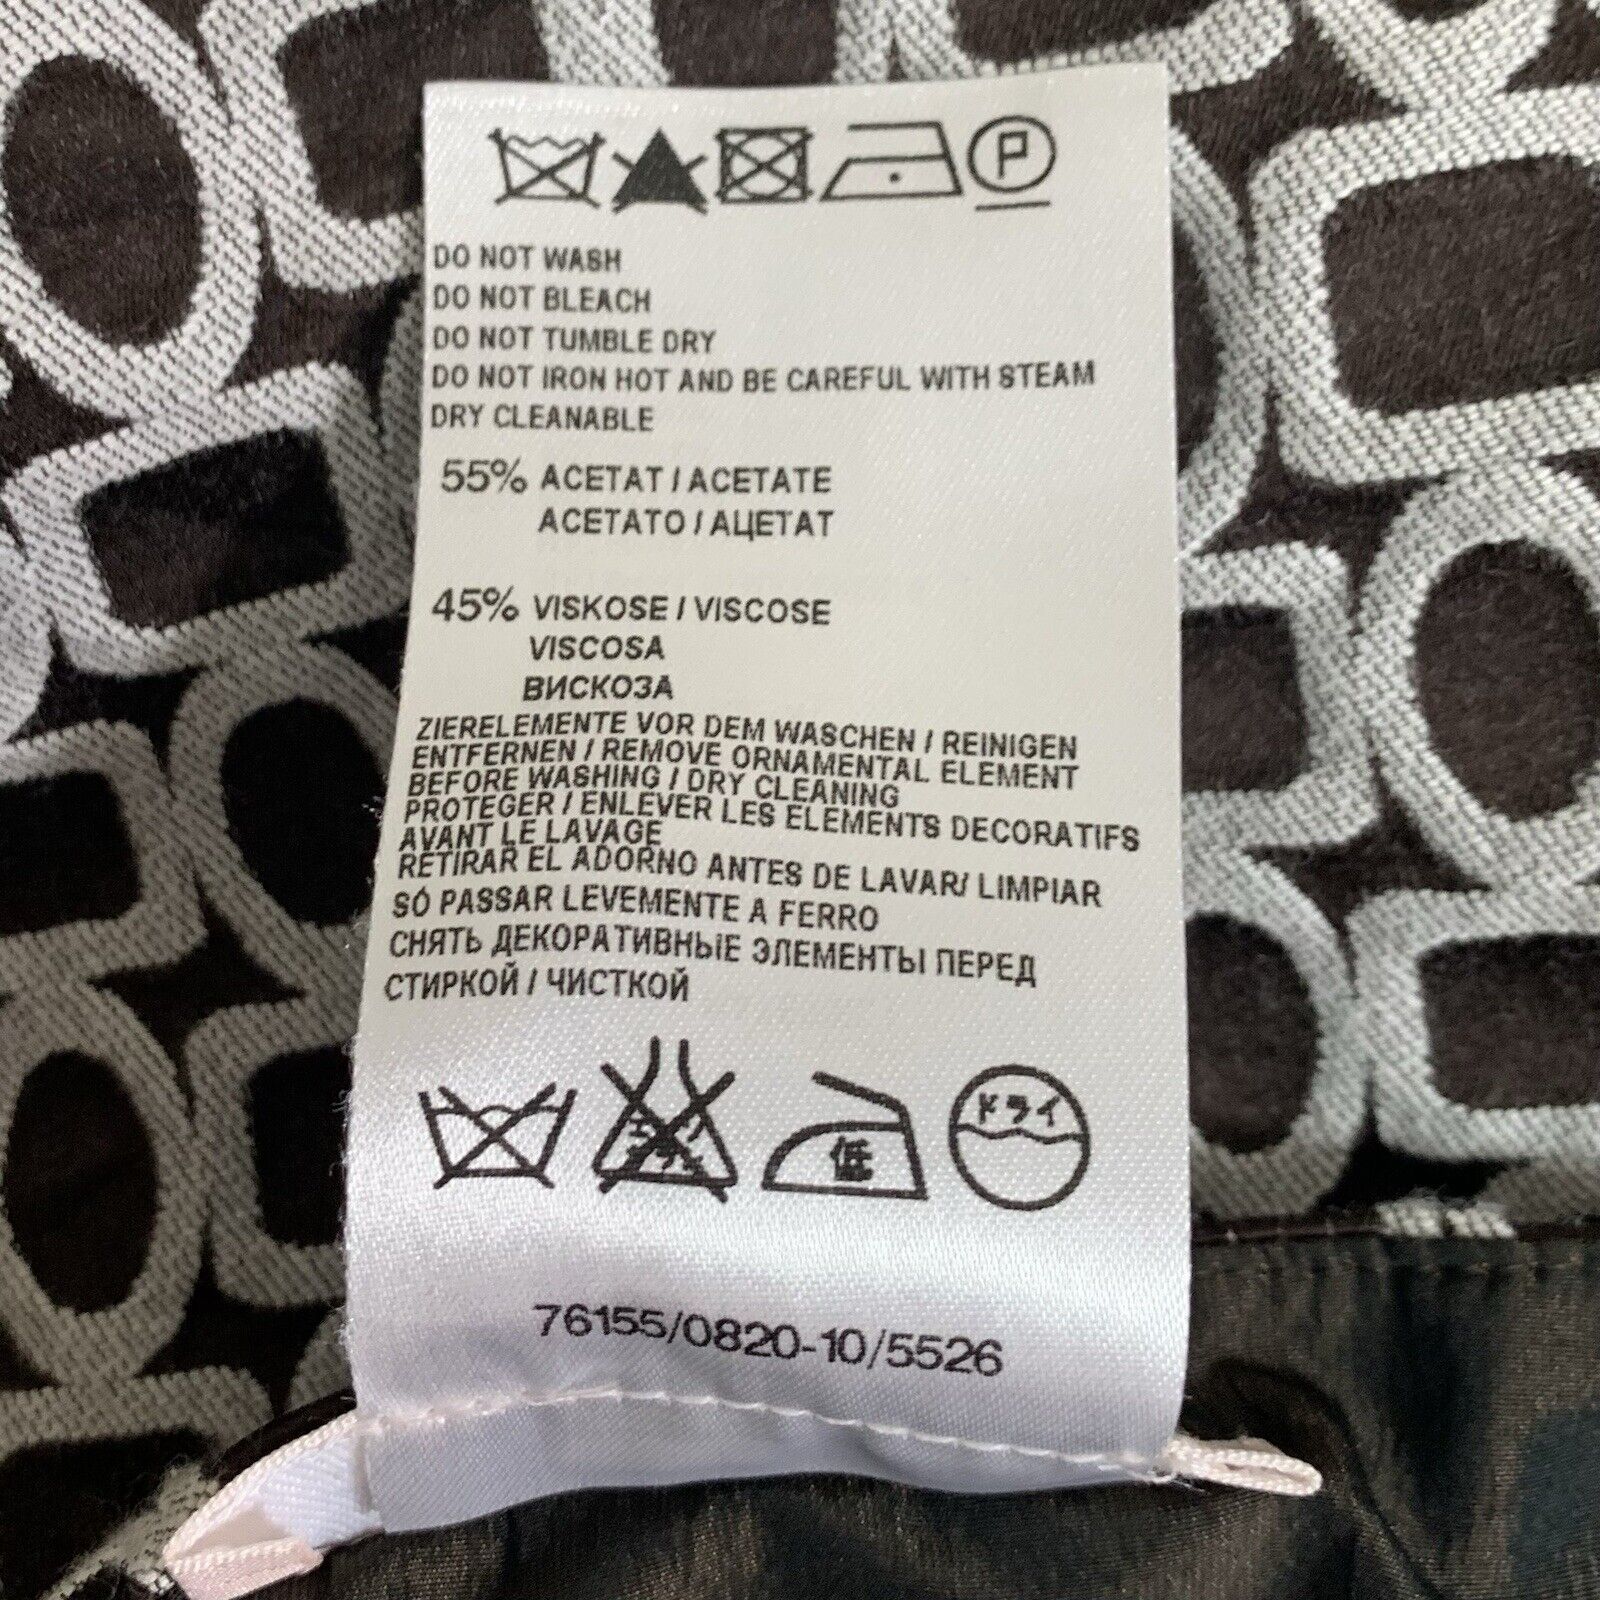 P
DO NOT WASH
DO NOT BLEACH
DO NOT TUMBLE DRY
DO NOT IRON HOT AND BE CAREFUL WITH STEAM
DRY CLEANABLE
55% ACETAT / ACETATE
ACETATO / АЦЕТАТ
45% VISKOSE / VISCOSE
VISCOSA
ВИСКОЗА
ZIERELEMENTE VOR DEM WASCHEN / REINIGEN
ENTFERNEN / REMOVE ORNAMENTAL ELEMENT
BEFORE WASHING / DRY CLEANING
PROTEGER / ENLEVER LES ELEMENTS DECORATIFS
AVANT LE LAVAGE
RETIRAR EL ADORNO ANTES DE LAVAR/ LIMPIAR
SÓ PASSAR LEVEMENTE A FERRO
СНЯТЬ ДЕКОРАТИВНЫЕ ЭЛЕМЕНТЫ ПЕРЕД
СТИРКОЙ / ЧИСТКОЙ
低 ドライ
76155/0820-10/5526